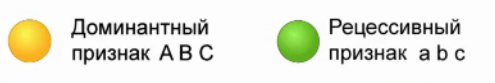 Доминантный
признак A B C
Рецессивный
признак a b c